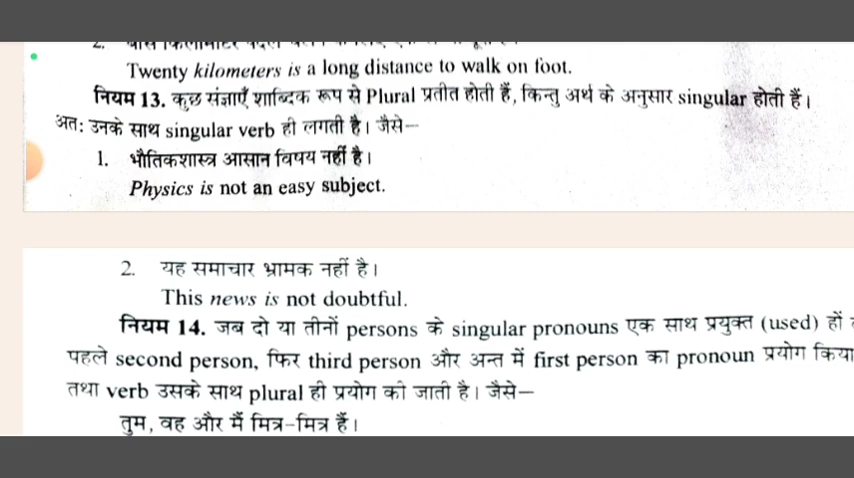 Twenty kilometers is a long distance to walk on foot.
नियम 13. कुछ संज्ञाएँ शाब्दिक रूप से Plural प्रतीत होती हैं, किन्तु अर्थ के अनुसार singular होती हैं।
अत: उनके साथ singular verb ही लगती है। जैसे—
1. भौतिकशास्त्र आसान विषय नहीं है।
Physics is not an easy subject.
2. यह समाचार भ्रामक नहीं है।
This news is not doubtful.
नियम 14. जब दो या तीनों persons के singular pronouns एक साथ प्रयुक्त (used) हों
पहले second person, फिर third person और अन्त में first person का pronoun प्रयोग किया
तथा verb उसके साथ plural ही प्रयोग की जाती है। जैसे—
तुम, वह और मैं मित्र-मित्र हैं।